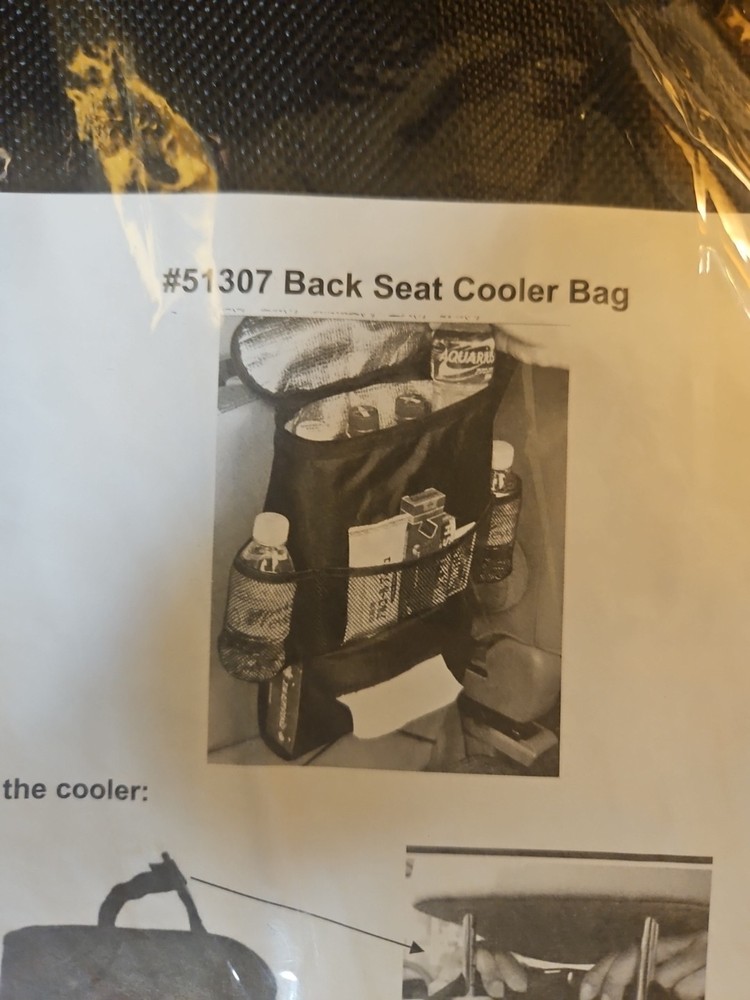 #51307 Back Seat Cooler Bag
AQUARIUS
the cooler: